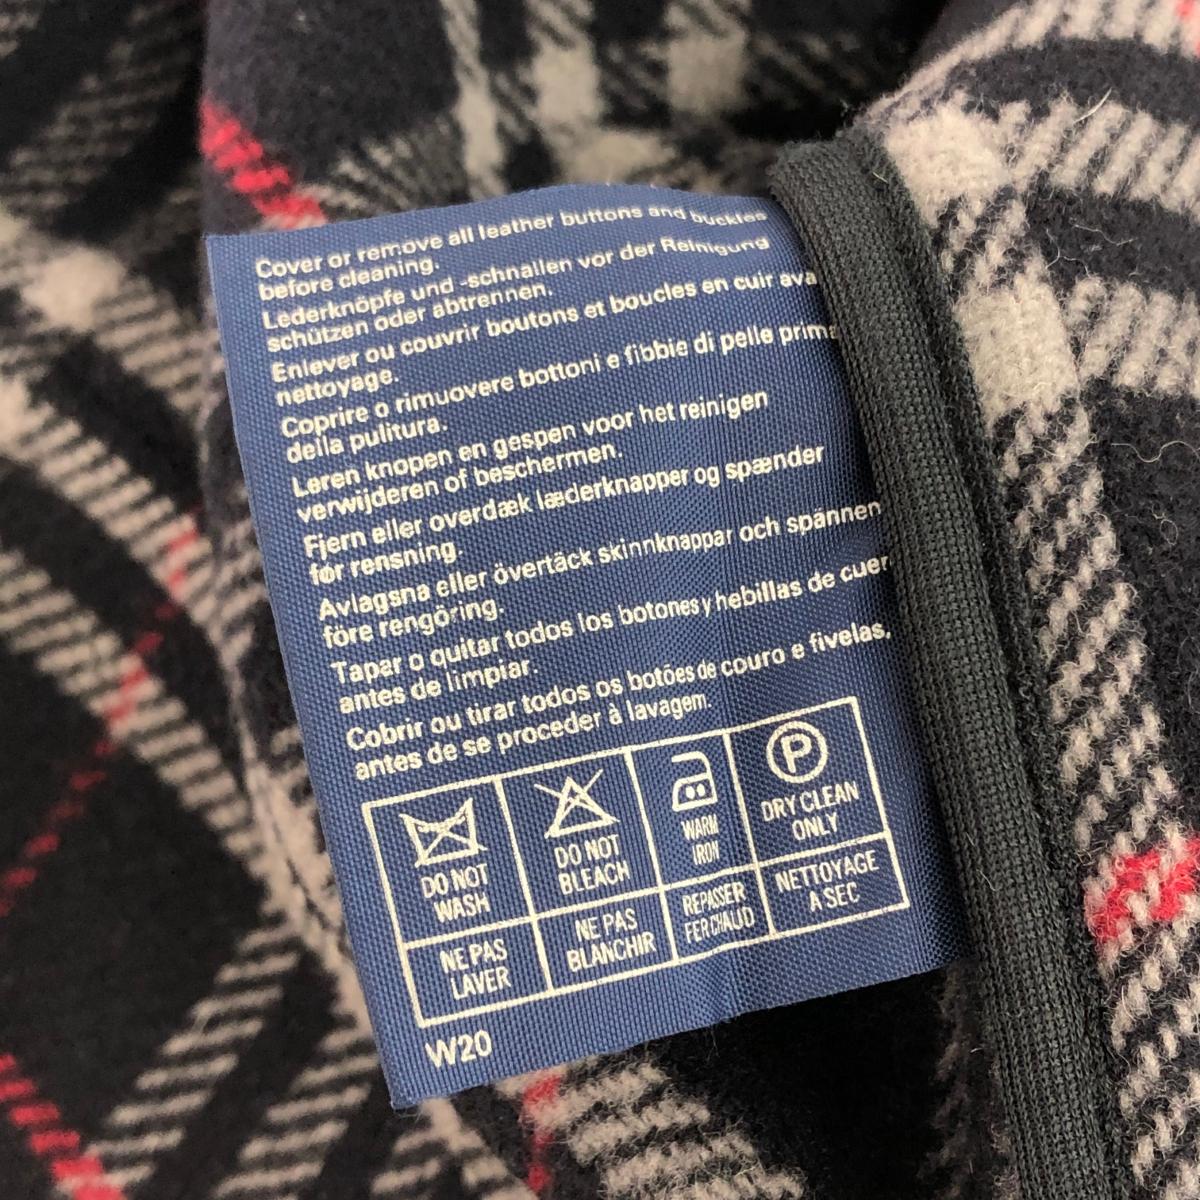 Cover or remove all leather buttons and buckles
before cleaning.
Lederknöpfe und -schnallen vor der Reinigung
schützen oder abtrennen.
Enlever ou couvrir boutons et boucles en cuir ava
nettoyage.
Coprire o rimuovere bottoni e fibbie di pelle prima
della pulitura.
Leren knopen en gespen voor het reinigen
verwijderen of beschermen.
Fjern eller overdæk læderknapper og spænder
før rensning.
Avlagsna eller övertäck skinnknappar och spännen
före rengöring.
Tapar o quitar todos los botones y hebillas de cuer
antes de limpiar.
Cobrir ou tirar todos os botões de couro e fivelas,
antes de se proceder à lavagem.
P
DO NOT
WASH
DO NOT
BLEACH
WARM
IRON
DRY CLEAN
ONLY
NE PAS
LAVER
NE PAS
BLANCHIR
REPASSER
FER CHAUD
NETTOYAGE
A SEC
W20